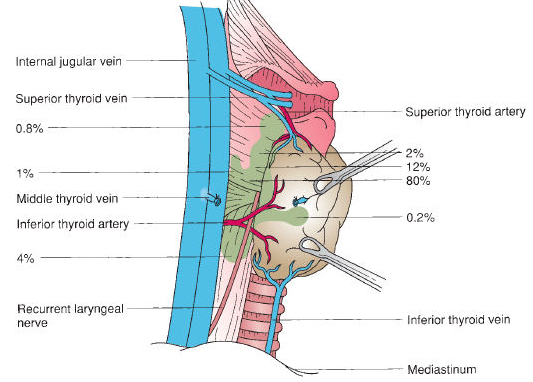 Internal jugular vein
Superior thyroid vein
0.8%
1%
Middle thyroid vein
Inferior thyroid artery
4%
Recurrent laryngeal
nerve
Superior thyroid artery
2%
12%
80%
0.2%
Inferior thyroid vein
Mediastinum